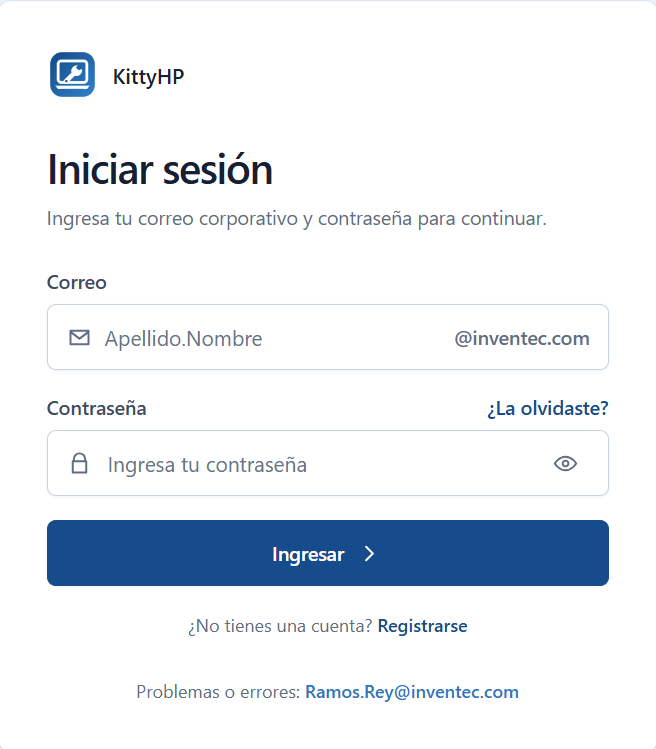 KittyHP
Iniciar sesión
Ingresa tu correo corporativo y contraseña para continuar.
Correo
Apellido.Nombre @inventec.com
Contraseña ¿La olvidaste?
Ingresa tu contraseña
Ingresar
¿No tienes una cuenta? Registrarse
Problemas o errores: Ramos.Rey@inventec.com